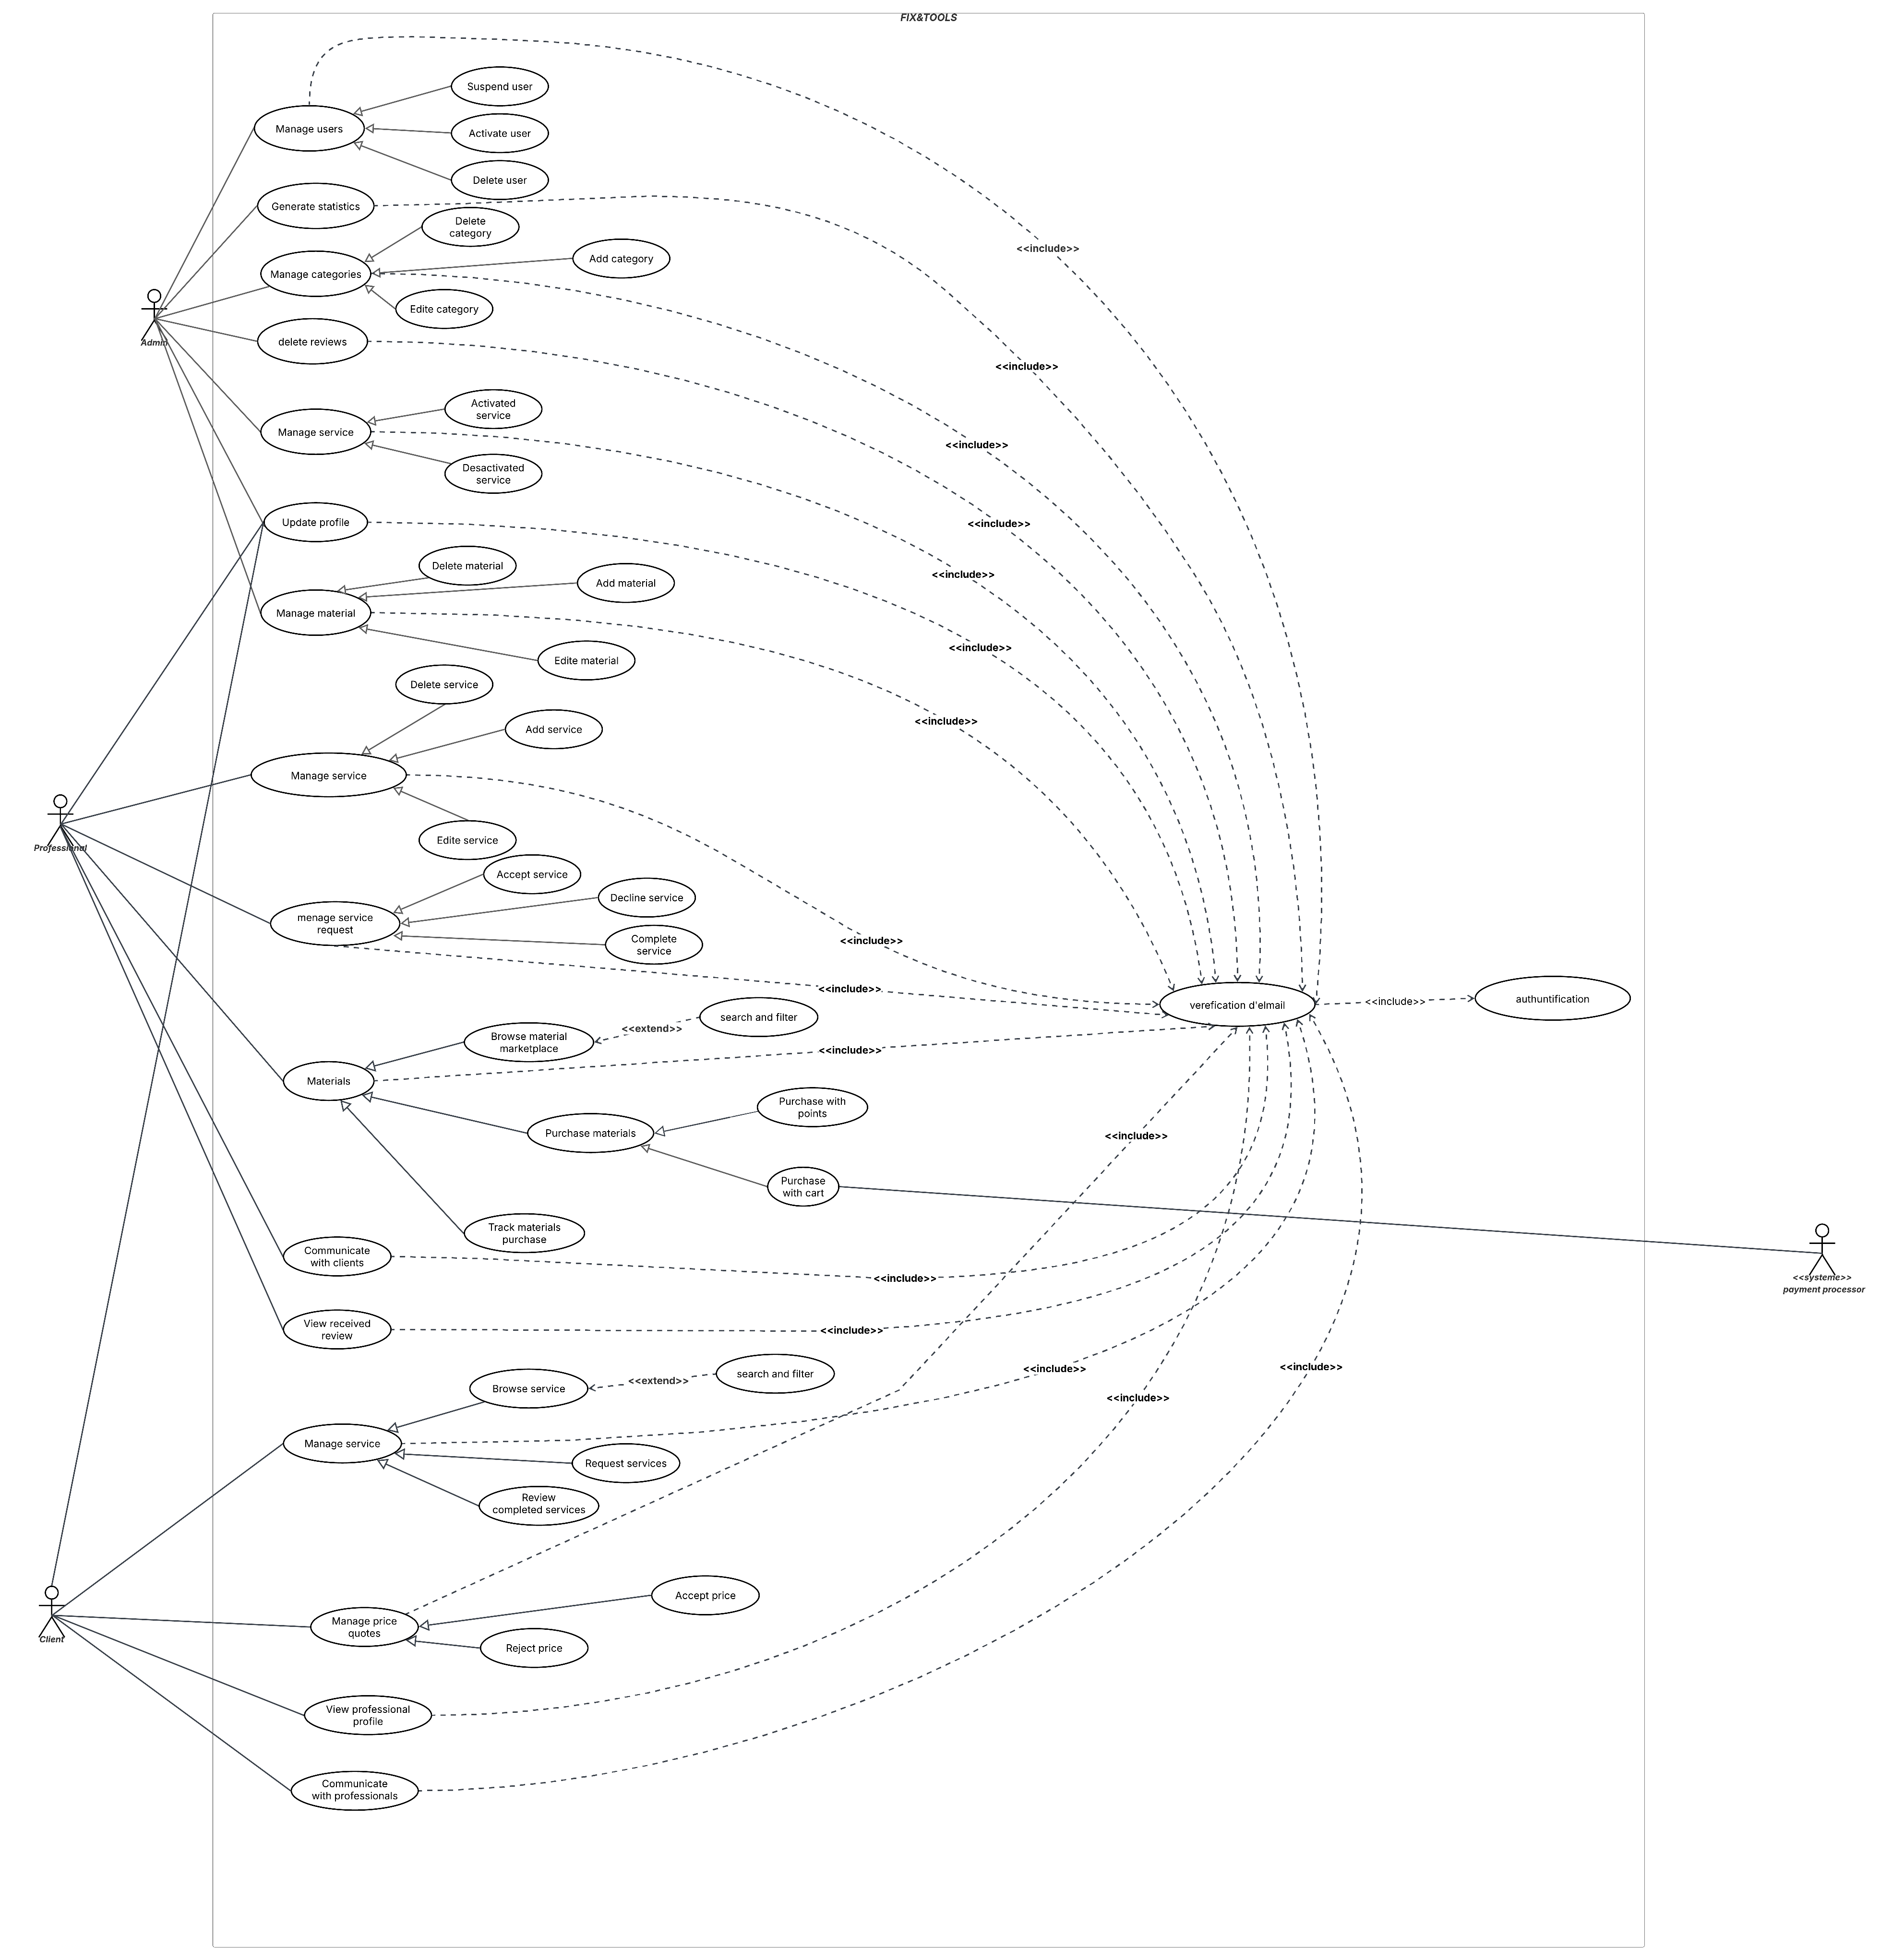 FIX&TOOLS
Suspend user
Manage users
Activate user
Delete user
Generate statistics
Delete
category
<<include>>
Add category
Manage categories
Edite category
Admin
delete reviews
<<include>>
Activated
service
Manage service
<<include>>
Desactivated
service
Update profile
<<include>>
Delete material
<<include>>
Add material
Manage material
<<include>>
Edite material
Delete service
<<include>>
Add service
Manage service
Professional
Edite service
Accept service
Decline service
menage service
request
Complete
service
<<include>>
<<include>>
verefication d'elmail
<<include>>
authuntification
search and filter
<<extend>>
Browse material
marketplace
<<include>>
Materials
Purchase with
points
Purchase materials
<<include>>
Purchase
with cart
Track materials
purchase
Communicate
with clients
<<include>>
<<systeme>>
payment processor
View received
review
<<include>>
<<include>>
<<include>>
search and filter
<<extend>>
Browse service
<<include>>
Manage service
Request services
Review
completed services
Accept price
Manage price
quotes
Client
Reject price
View professional
profile
Communicate
with professionals